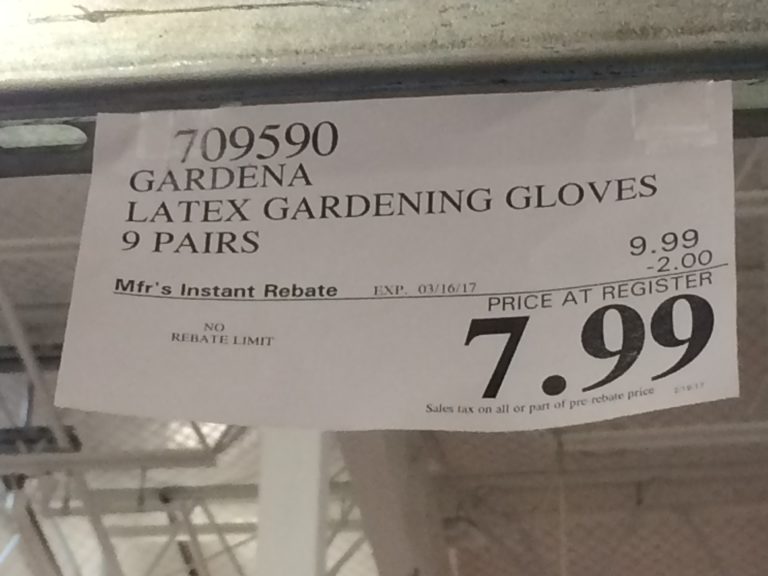 709590
GARDENA
LATEX GARDENING GLOVES
9 PAIRS
9.99
-2.00
Mfr's Instant Rebate EXP. 03/16/17
PRICE AT REGISTER
NO
REBATE LIMIT
7.99
Sales tax on all or part of pre-rebate price